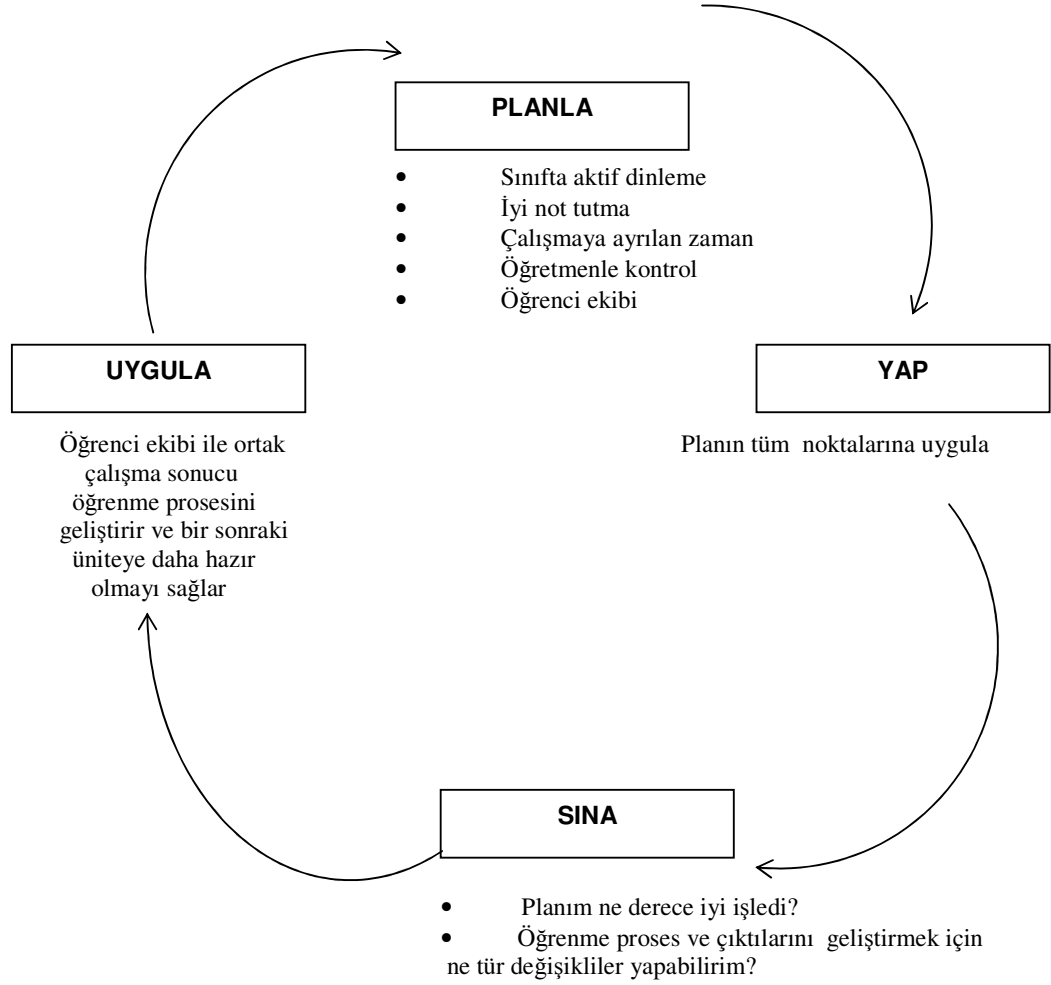 PLANLA
• Sınıfta aktif dinleme
• İyi not tutma
• Çalışmaya ayrılan zaman
• Öğretmenle kontrol
• Öğrenci ekibi
YAP
Planın tüm noktalarına uygula
SINA
• Planım ne derece iyi işledi?
• Öğrenme proses ve çıktılarını geliştirmek için
ne tür değişikliler yapabilirim?
UYGULA
Öğrenci ekibi ile ortak
çalışma sonucu
öğrenme prosesini
geliştirir ve bir sonraki
üniteye daha hazır
olmayı sağlar